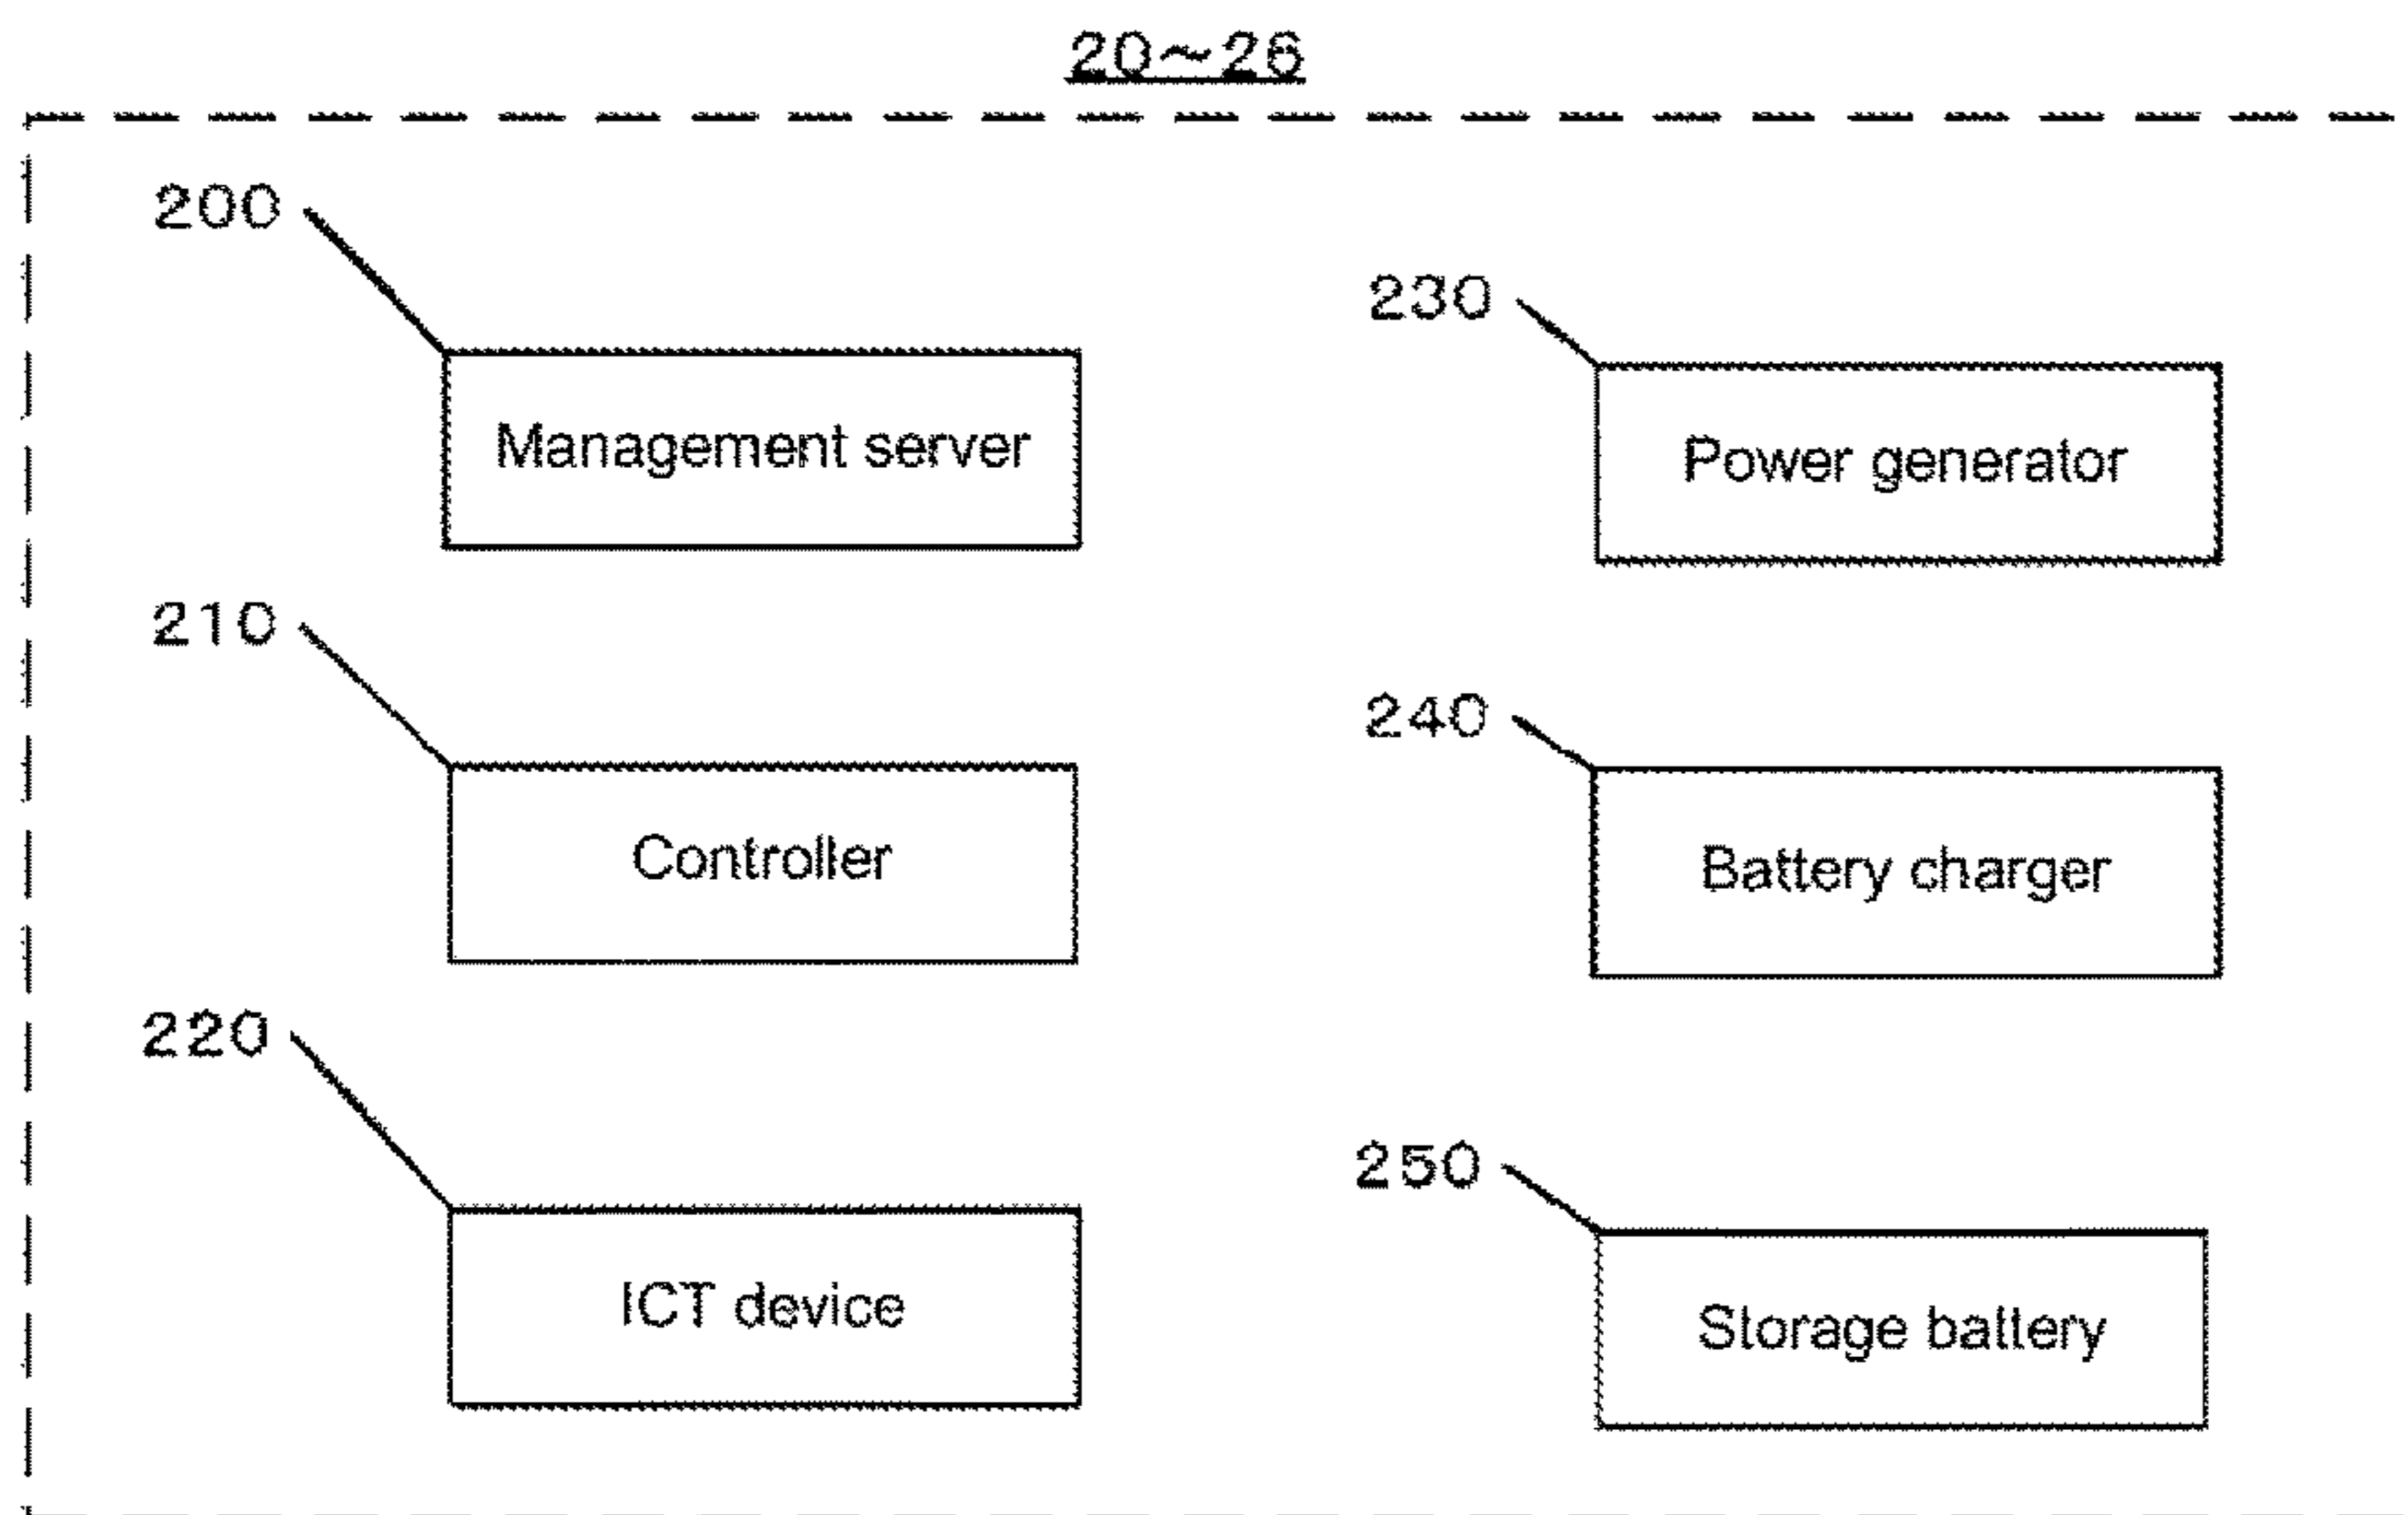 20~26
200
Management server
230
Power generator
210
Controller
240
Battery charger
220
ICT device
250
Storage battery